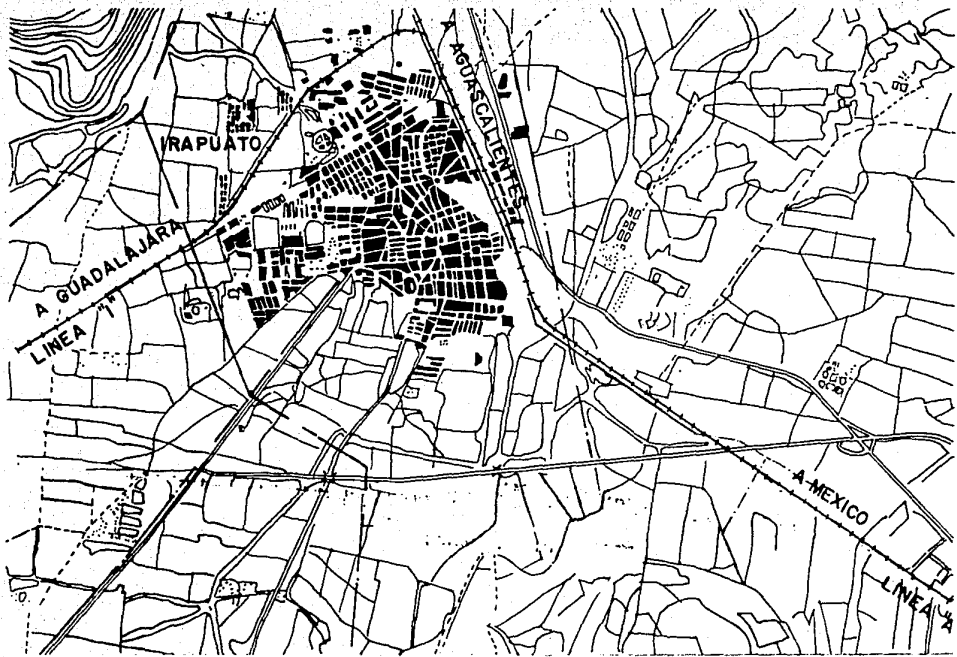 A AGUASCALIENTES
IRAPUATO
A GUADALAJARA
LINEA "I"
A MEXICO
LINEA "A"